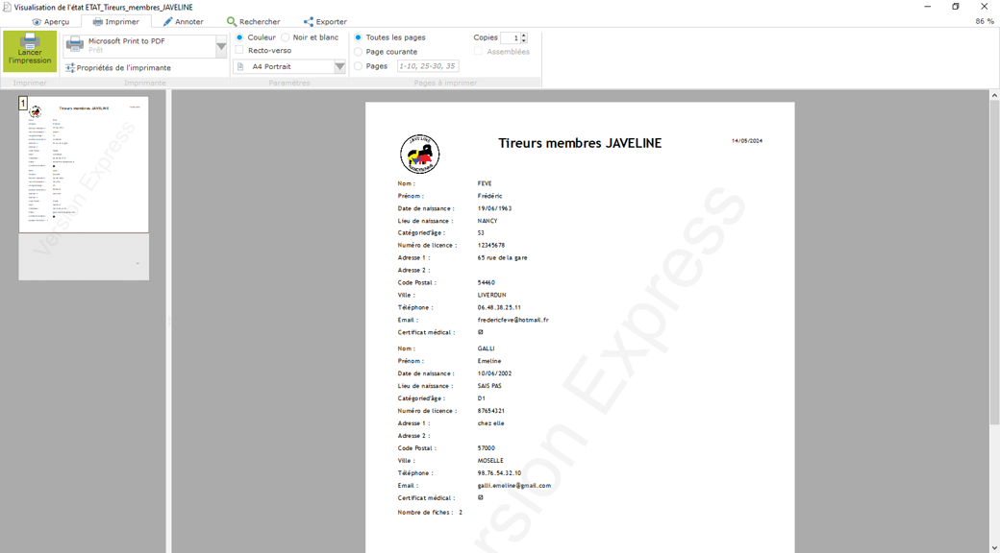 Visualisation de l'état ETAT_Tireurs_membres_JAVELINE
Aperçu Imprimer Annoter Rechercher Exporter 86 %
Lancer l'impression
Microsoft Print to PDF
Prêt
Propriétés de l'imprimante
Couleur Noir et blanc
Recto-verso
A4 Portrait
Toutes les pages
Page courante
Pages 1-10, 25-30, 35
Copies 1
Assemblées
Imprimer Imprimante Paramètres Pages à imprimer
1
Tireurs membres JAVELINE
JAVELINE
Tireurs membres JAVELINE 14/05/2024
Nom : FEVE
Prénom : Frédéric
Date de naissance : 19/06/1963
Lieu de naissance : NANCY
Catégoried'âge : S3
Numéro de licence : 12345678
Adresse 1 : 65 rue de la gare
Adresse 2 :
Code Postal : 54460
Ville : LIVERDUN
Téléphone : 06.48.38.25.11
Email : fredericfeve@hotmail.fr
Certificat médical :
Nom : GALLI
Prénom : Emeline
Date de naissance : 10/06/2002
Lieu de naissance : SAIS PAS
Catégoried'âge : D1
Numéro de licence : 87654321
Adresse 1 : chez elle
Adresse 2 :
Code Postal : 57000
Ville : MOSELLE
Téléphone : 98.76.54.32.10
Email : galli.emeline@gmail.com
Certificat médical :
Nombre de fiches : 2
Version Express
Version Express